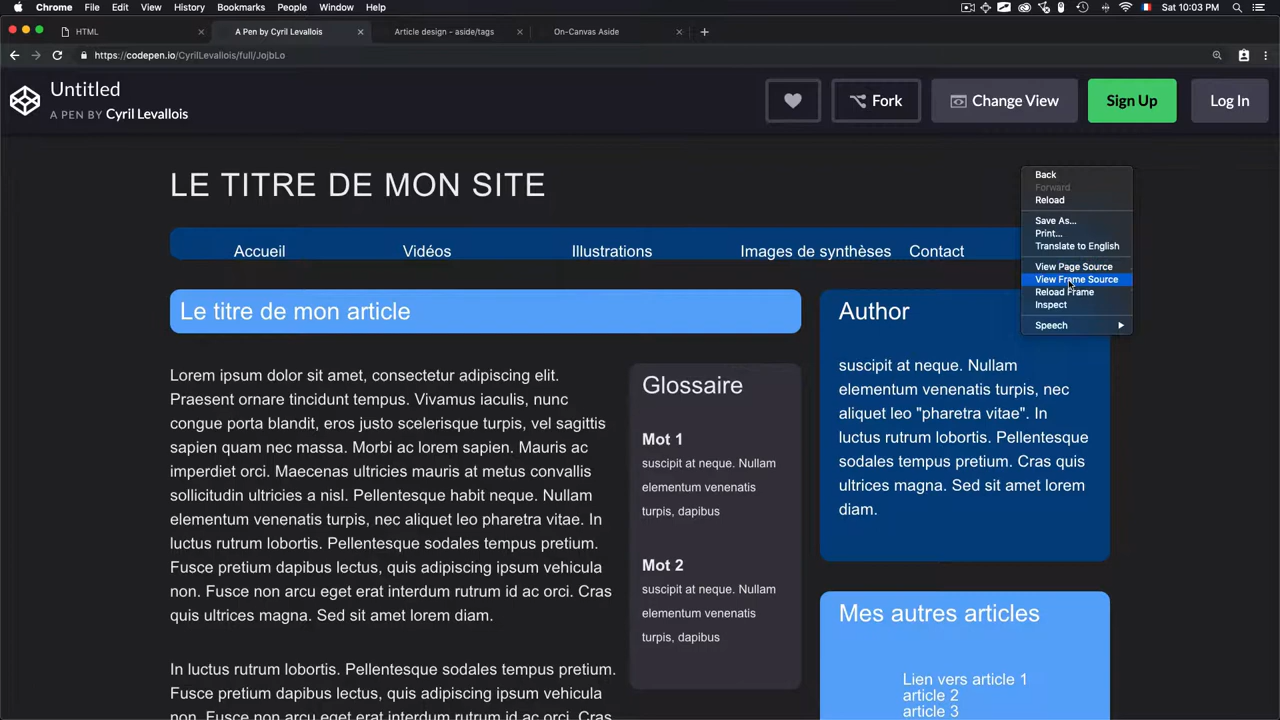 Chrome File Edit View History Bookmarks People Window Help Sat 10:03 PM
HTML A Pen by Cyril Levallois Article design - aside/tags On-Canvas Aside
https://codepen.io/CyrilLevallois/full/JojbLo
Untitled
A PEN BY Cyril Levallois
Fork
Change View
Sign Up
Log In
LE TITRE DE MON SITE
Accueil Vidéos Illustrations Images de synthèses Contact
Back
Forward
Reload
Save As...
Print...
Translate to English
View Page Source
View Frame Source
Reload Frame
Inspect
Speech
Le titre de mon article
Lorem ipsum dolor sit amet, consectetur adipiscing elit.
Praesent ornare tincidunt tempus. Vivamus iaculis, nunc
congue porta blandit, eros justo scelerisque turpis, vel sagittis
sapien quam nec massa. Morbi ac lorem sapien. Mauris ac
imperdiet orci. Maecenas ultricies mauris at metus convallis
sollicitudin ultricies a nisl. Pellentesque habit neque. Nullam
elementum venenatis turpis, nec aliquet leo pharetra vitae. In
luctus rutrum lobortis. Pellentesque sodales tempus pretium.
Fusce pretium dapibus lectus, quis adipiscing ipsum vehicula
non. Fusce non arcu eget erat interdum rutrum id ac orci. Cras
quis ultrices magna. Sed sit amet lorem diam.
In luctus rutrum lobortis. Pellentesque sodales tempus pretium.
Fusce pretium dapibus lectus, quis adipiscing ipsum vehicula
non. Fusce non arcu eget erat interdum rutrum id ac orci. Cras
Glossaire
Mot 1
suscipit at neque. Nullam
elementum venenatis
turpis, dapibus
Mot 2
suscipit at neque. Nullam
elementum venenatis
turpis, dapibus
Author
suscipit at neque. Nullam
elementum venenatis turpis, nec
aliquet leo "pharetra vitae". In
luctus rutrum lobortis. Pellentesque
sodales tempus pretium. Cras quis
ultrices magna. Sed sit amet lorem
diam.
Mes autres articles
Lien vers article 1
article 2
article 3